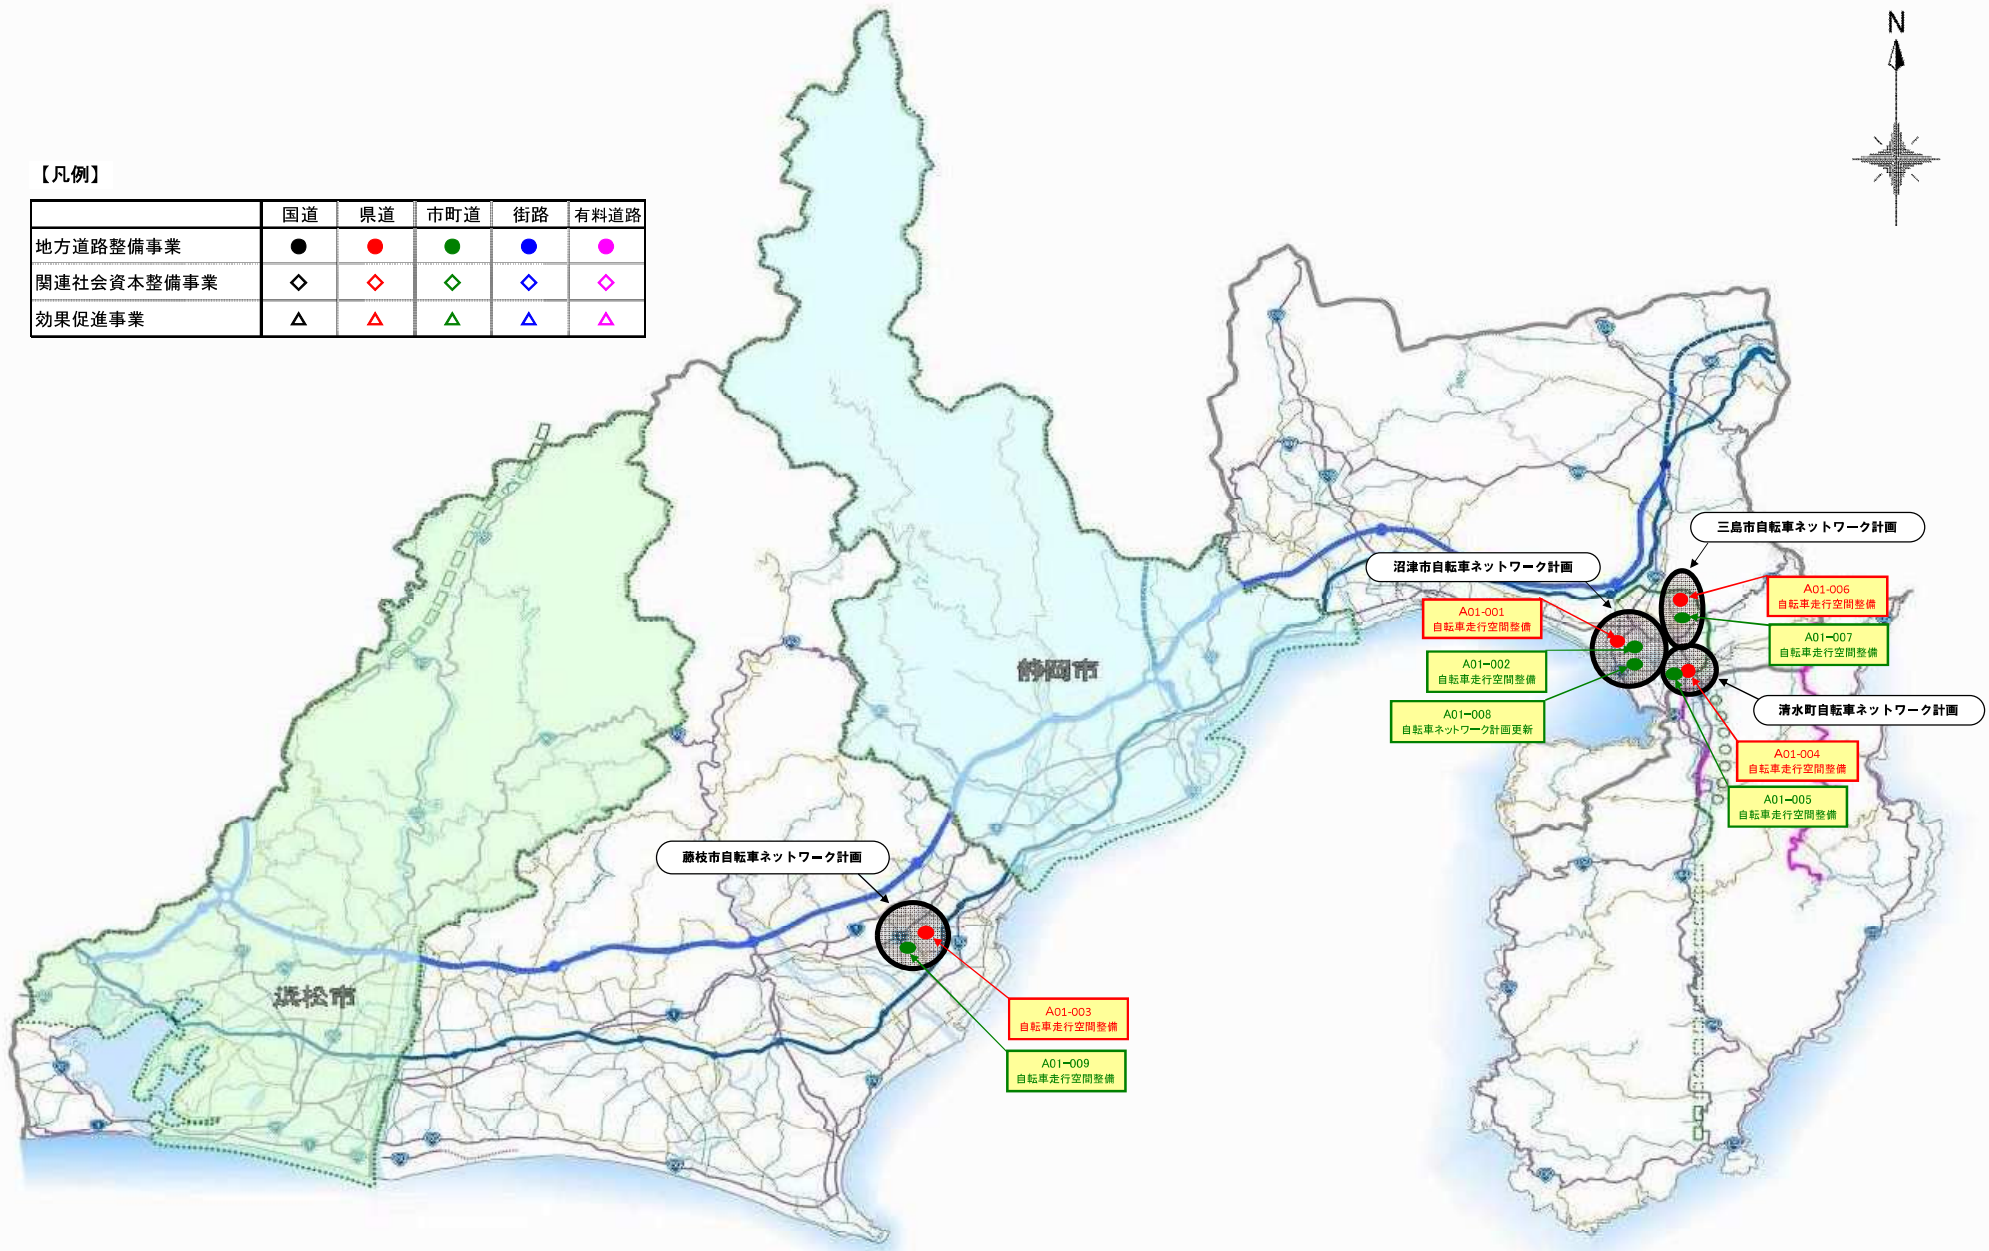 N
【凡例】
国道 県道 市町道 街路 有料道路
地方道路整備事業
関連社会資本整備事業
効果促進事業
三島市自転車ネットワーク計画
沼津市自転車ネットワーク計画
A01-001
自転車走行空間整備
A01-006
自転車走行空間整備
A01-007
自転車走行空間整備
A01-002
自転車走行空間整備
A01-008
自転車ネットワーク計画更新
清水町自転車ネットワーク計画
A01-004
自転車走行空間整備
A01-005
自転車走行空間整備
静岡市
藤枝市自転車ネットワーク計画
浜松市
A01-003
自転車走行空間整備
A01-009
自転車走行空間整備